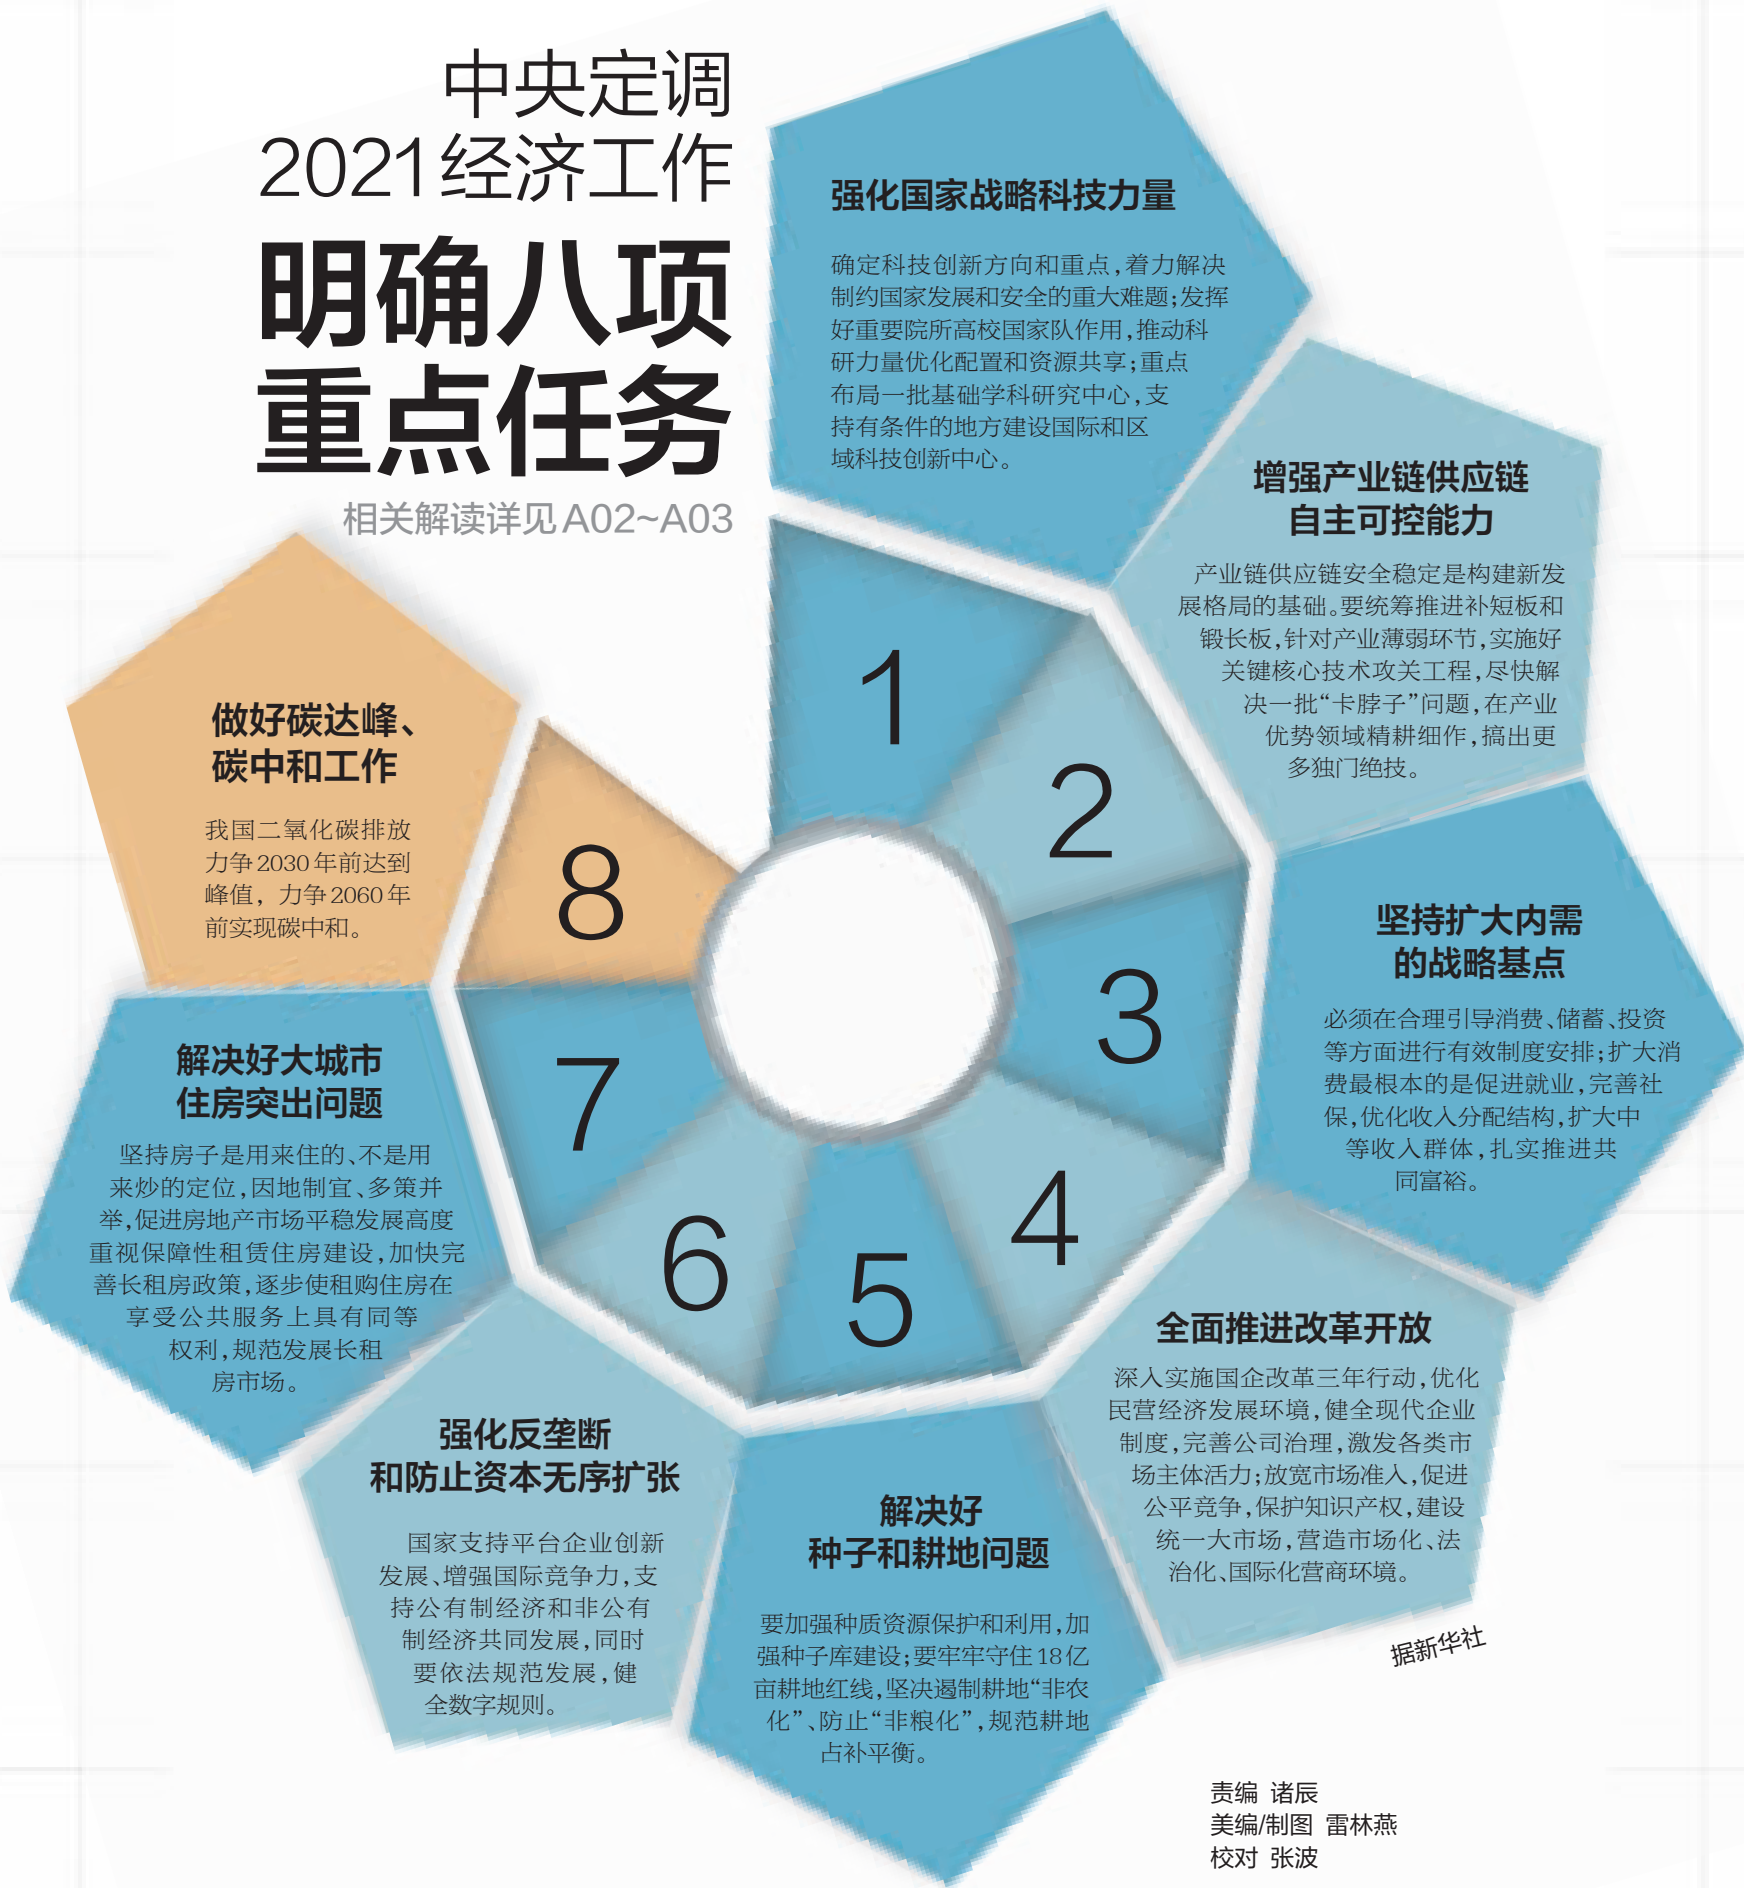 中央定调
2021经济工作
明确八项
重点任务
相关解读详见A02~A03
1
强化国家战略科技力量
确定科技创新方向和重点,着力解决
制约国家发展和安全的重大难题;发挥
好重要院所高校国家队作用,推动科
研力量优化配置和资源共享;重点
布局一批基础学科研究中心,支
持有条件的地方建设国际和区
域科技创新中心。
2
增强产业链供应链
自主可控能力
产业链供应链安全稳定是构建新发
展格局的基础。要统筹推进补短板和
锻长板,针对产业薄弱环节,实施好
关键核心技术攻关工程,尽快解
决一批“卡脖子”问题,在产业
优势领域精耕细作,搞出更
多独门绝技。
3
坚持扩大内需
的战略基点
必须在合理引导消费、储蓄、投资
等方面进行有效制度安排;扩大消
费最根本的是促进就业,完善社
保,优化收入分配结构,扩大中
等收入群体,扎实推进共
同富裕。
4
全面推进改革开放
深入实施国企改革三年行动,优化
民营经济发展环境,健全现代企业
制度,完善公司治理,激发各类市
场主体活力;放宽市场准入,促进
公平竞争,保护知识产权,建设
统一大市场,营造市场化、法
治化、国际化营商环境。
5
解决好
种子和耕地问题
要加强种质资源保护和利用,加
强种子库建设;要牢牢守住18亿
亩耕地红线,坚决遏制耕地“非农
化”、防止“非粮化”,规范耕地
占补平衡。
6
强化反垄断
和防止资本无序扩张
国家支持平台企业创新
发展、增强国际竞争力,支
持公有制经济和非公有
制经济共同发展,同时
要依法规范发展,健
全数字规则。
7
解决好大城市
住房突出问题
坚持房子是用来住的、不是用
来炒的定位,因地制宜、多策并
举,促进房地产市场平稳发展高度
重视保障性租赁住房建设,加快完
善长租房政策,逐步使租购住房在
享受公共服务上具有同等
权利,规范发展长租
房市场。
8
做好碳达峰、
碳中和工作
我国二氧化碳排放
力争2030年前达到
峰值，力争2060年
前实现碳中和。
据新华社
责编 诸辰
美编/制图 雷林燕
校对 张波